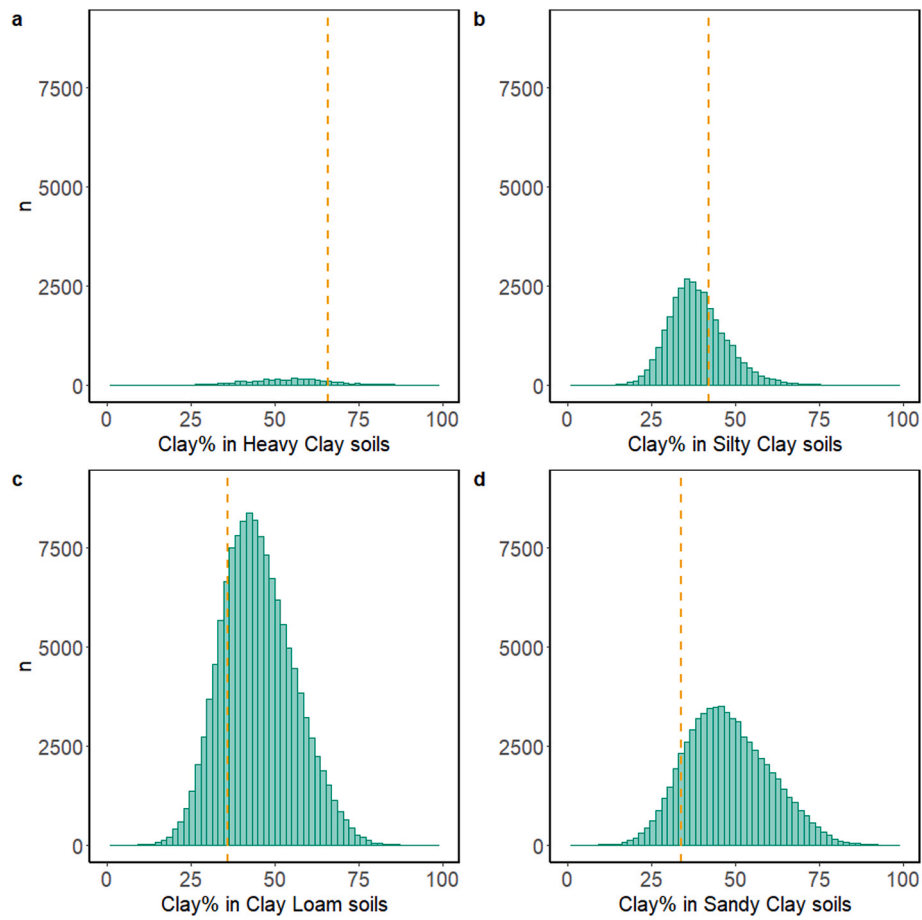 a
b
7500
5000
2500
0
n
0 25 50 75 100
Clay% in Heavy Clay soils
7500
5000
2500
0
0 25 50 75 100
Clay% in Silty Clay soils
c
d
7500
5000
2500
0
n
0 25 50 75 100
Clay% in Clay Loam soils
7500
5000
2500
0
0 25 50 75 100
Clay% in Sandy Clay soils